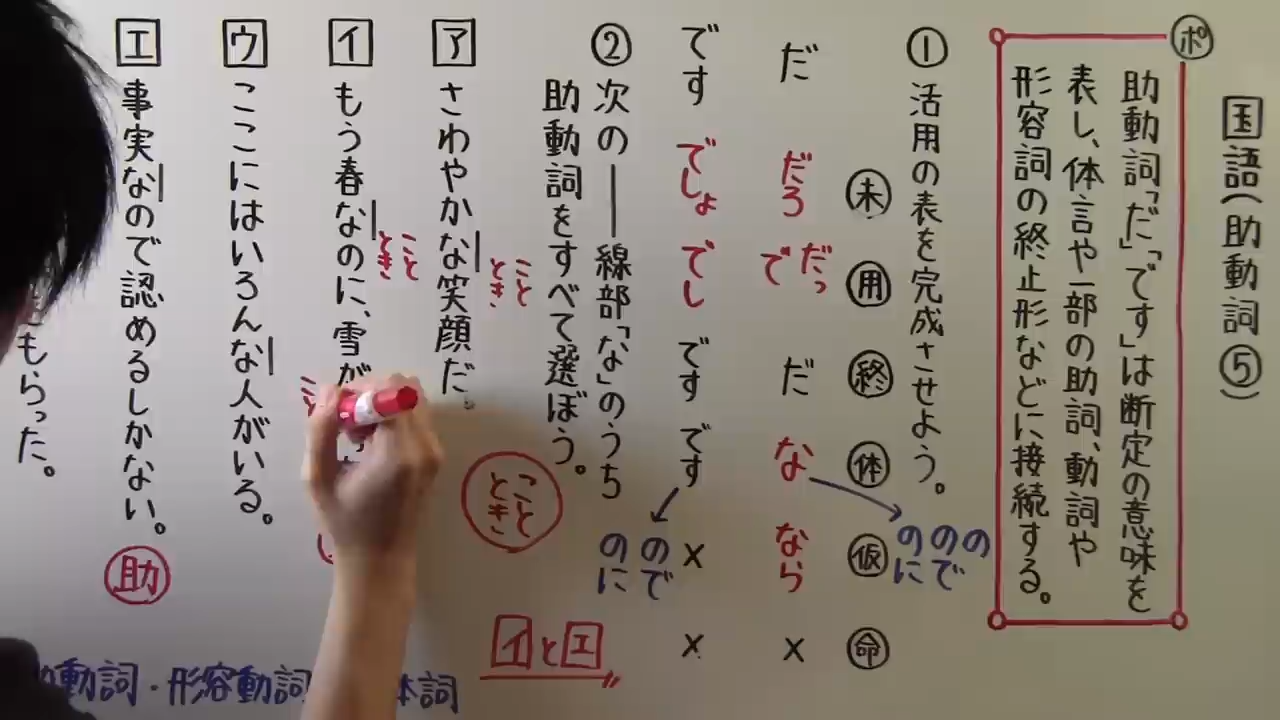 国語(助動詞⑤)
ポ
助動詞「だ」「です」は断定の意味を
表し、体言や一部の助詞、動詞や
形容詞の終止形などに接続する。
① 活用の表を完成させよう。
未 用 終 体 仮 命
だ だろ だっ で だ な なら ×
のので のに
です でしょ でし です です × ×
ので のに
② 次の━線部「な」のうち
助動詞をすべて選ぼう。
ア さわやかな笑顔だ。
こと とき
こと とき
イとエ
イ もう春なのに、雪が
こと とき
ウ ここにはいろんな人がいる。
エ 事実なので認めるしかない。
助
もらった。
動詞・形容動詞 体詞